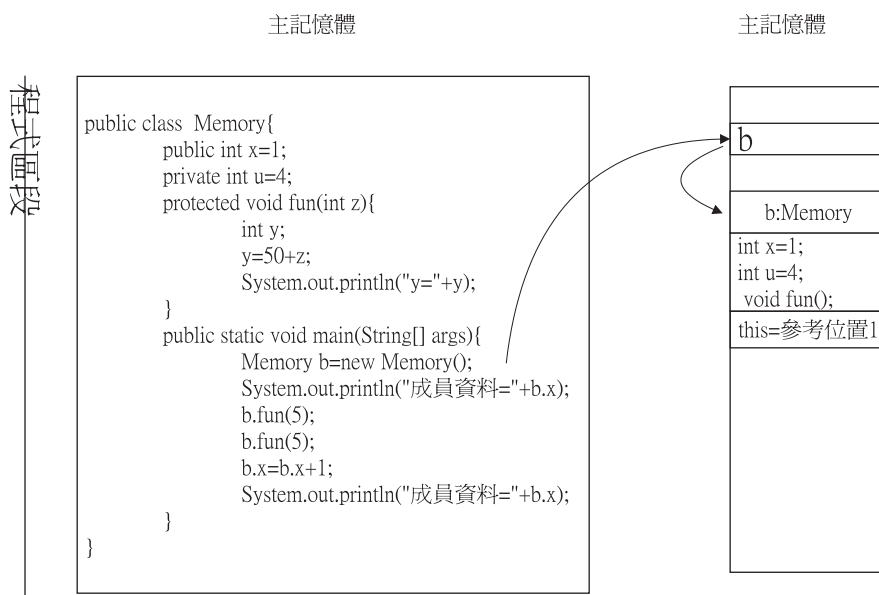 主記憶體
主記憶體
程式區段
public class Memory{
public int x=1;
private int u=4;
protected void fun(int z){
int y;
y=50+z;
System.out.println("y="+y);
}
public static void main(String[] args){
Memory b=new Memory();
System.out.println("成員資料="+b.x);
b.fun(5);
b.fun(5);
b.x=b.x+1;
System.out.println("成員資料="+b.x);
}
}
b
b:Memory
int x=1;
int u=4;
void fun();
this=參考位置1